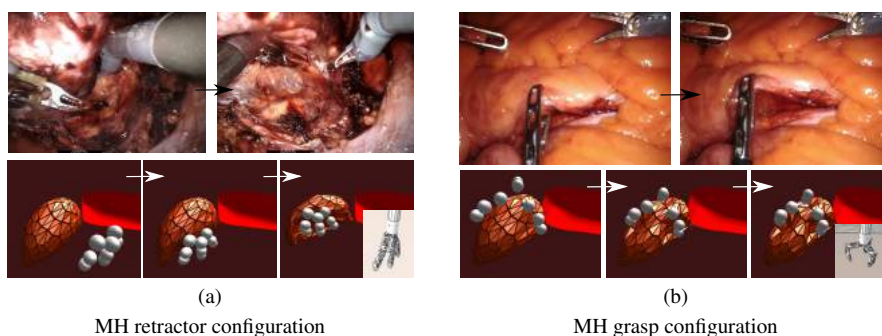 (a)
(b)
MH retractor configuration
MH grasp configuration